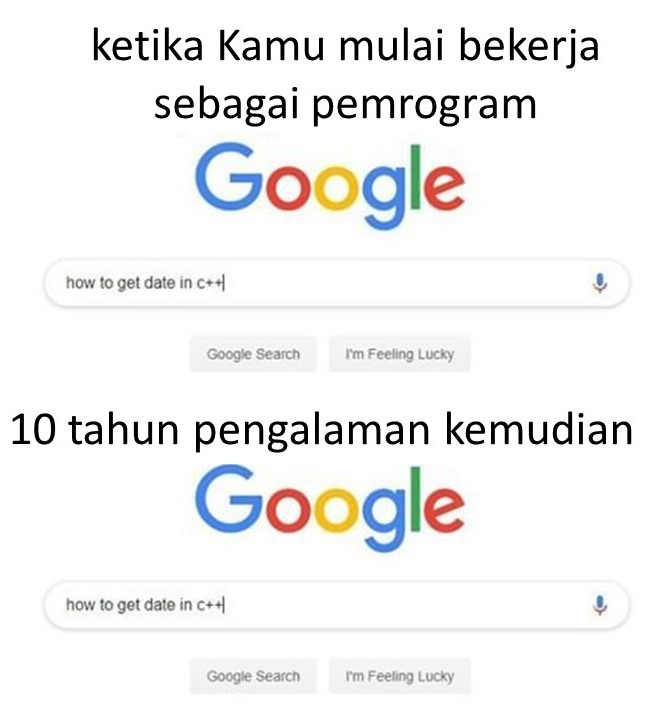 ketika Kamu mulai bekerja
sebagai pemrogram
Google
how to get date in c++
Google Search I'm Feeling Lucky
10 tahun pengalaman kemudian
Google
how to get date in c++
Google Search I'm Feeling Lucky